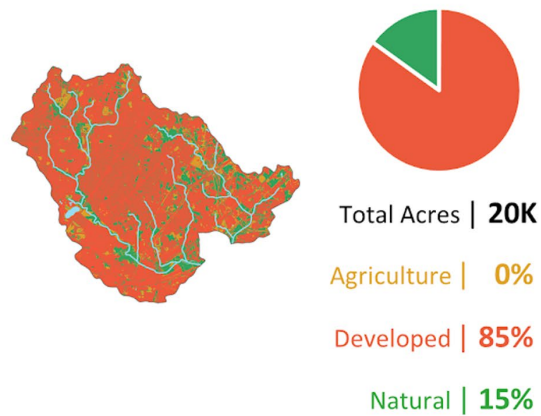 Total Acres | 20K
Agriculture | 0%
Developed | 85%
Natural | 15%